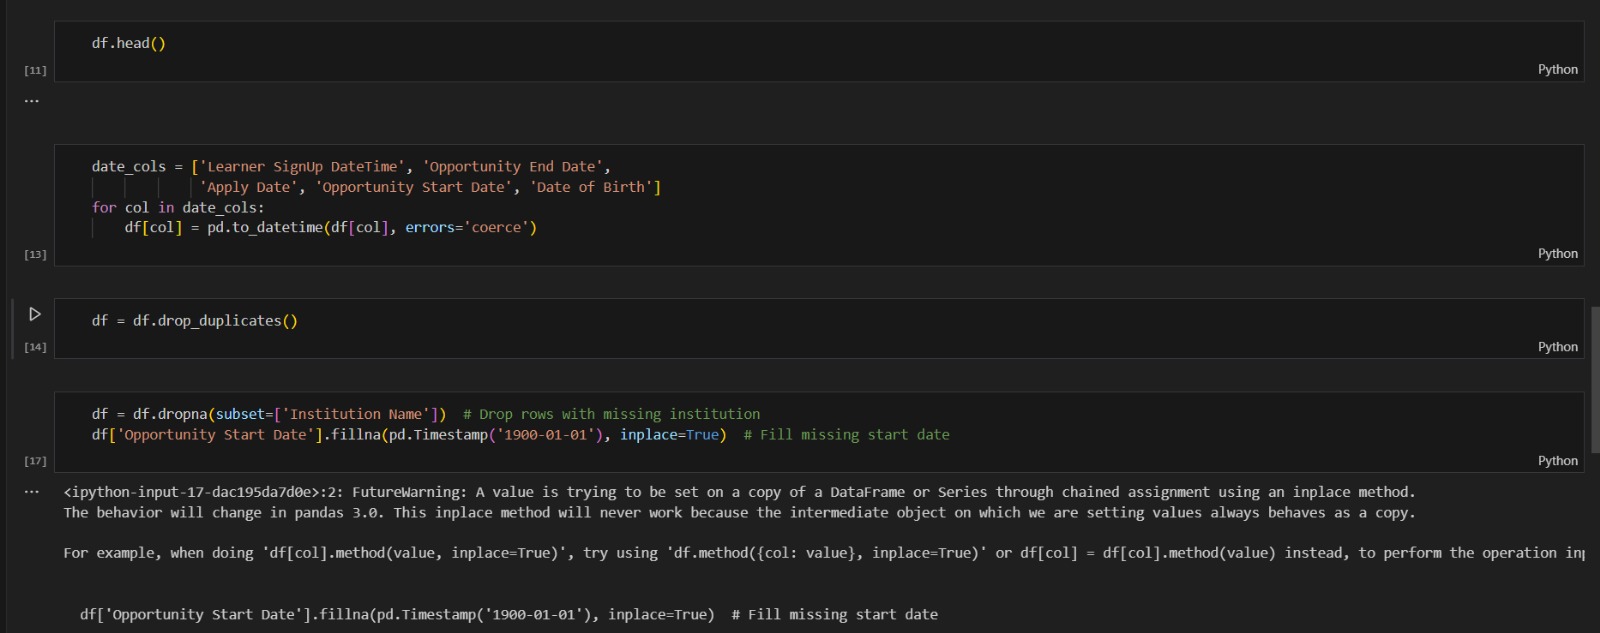 df.head()
[11]
Python
...
date_cols = ['Learner SignUp DateTime', 'Opportunity End Date',
'Apply Date', 'Opportunity Start Date', 'Date of Birth']
for col in date_cols:
df[col] = pd.to_datetime(df[col], errors='coerce')
[13]
Python
df = df.drop_duplicates()
[14]
Python
df = df.dropna(subset=['Institution Name'])  # Drop rows with missing institution
df['Opportunity Start Date'].fillna(pd.Timestamp('1900-01-01'), inplace=True)  # Fill missing start date
[17]
Python
...
<ipython-input-17-dac195da7d0e>:2: FutureWarning: A value is trying to be set on a copy of a DataFrame or Series through chained assignment using an inplace method.
The behavior will change in pandas 3.0. This inplace method will never work because the intermediate object on which we are setting values always behaves as a copy.
For example, when doing 'df[col].method(value, inplace=True)', try using 'df.method({col: value}, inplace=True)' or df[col] = df[col].method(value) instead, to perform the operation
df['Opportunity Start Date'].fillna(pd.Timestamp('1900-01-01'), inplace=True)  # Fill missing start date